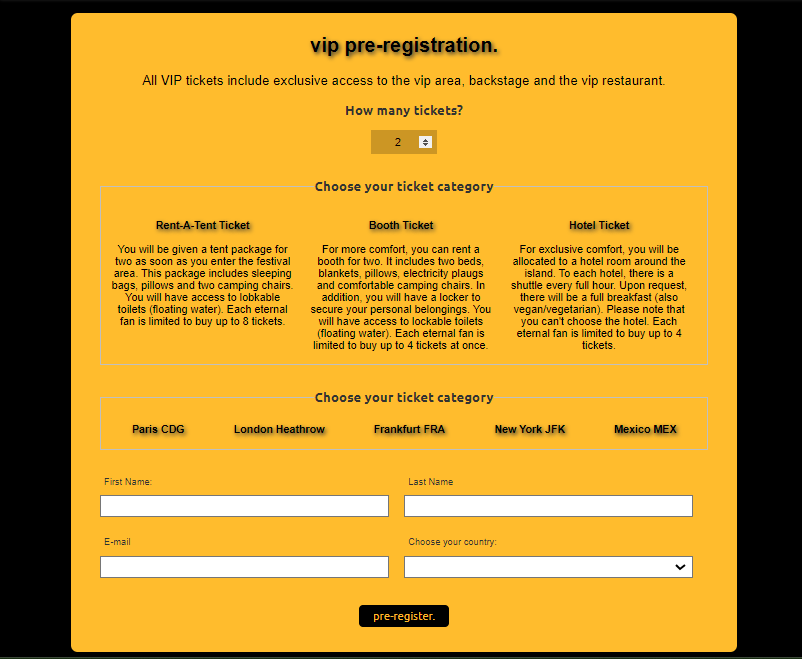 vip pre-registration.
All VIP tickets include exclusive access to the vip area, backstage and the vip restaurant.
How many tickets?
2
Choose your ticket category
Rent-A-Tent Ticket
You will be given a tent package for
two as soon as you enter the festival
area. This package includes sleeping
bags, pillows and two camping chairs.
You will have access to lobkable
toilets (floating water). Each eternal
fan is limited to buy up to 8 tickets.
Booth Ticket
For more comfort, you can rent a
booth for two. It includes two beds,
blankets, pillows, electricity plaugs
and comfortable camping chairs. In
addition, you will have a locker to
secure your personal belongings. You
will have access to lockable toilets
(floating water). Each eternal fan is
limited to buy up to 4 tickets at once.
Hotel Ticket
For exclusive comfort, you will be
allocated to a hotel room around the
island. To each hotel, there is a
shuttle every full hour. Upon request,
there will be a full breakfast (also
vegan/vegetarian). Please note that
you can't choose the hotel. Each
eternal fan is limited to buy up to 4
tickets.
Choose your ticket category
Paris CDG London Heathrow Frankfurt FRA New York JFK Mexico MEX
First Name: Last Name
E-mail Choose your country:
pre-register.